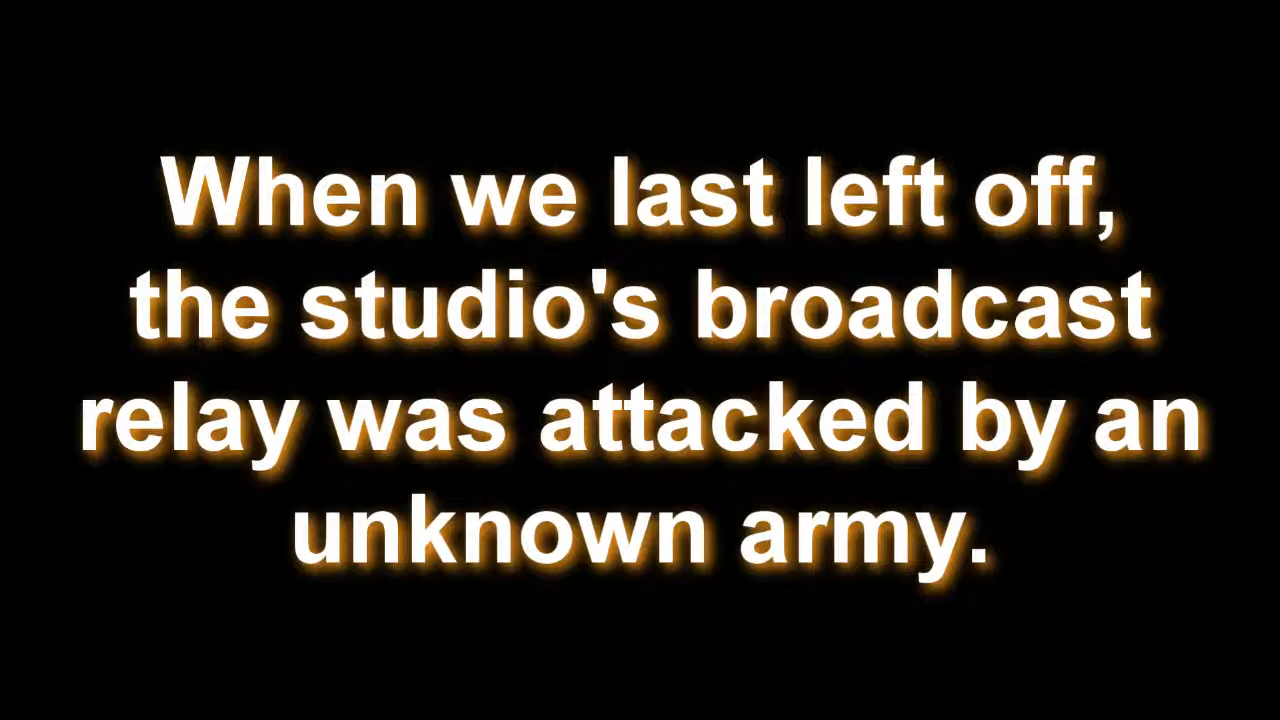 When we last left off,
the studio's broadcast
relay was attacked by an
unknown army.